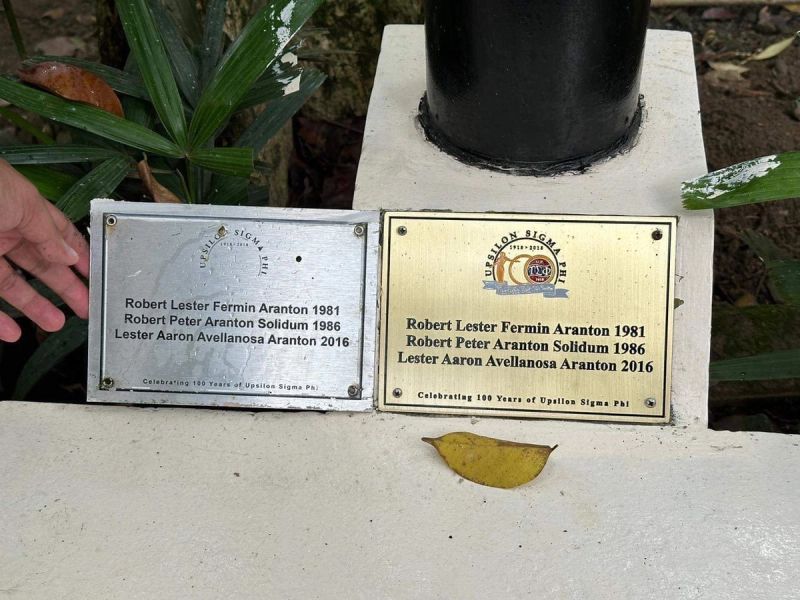 UPSILON SIGMA PHI
1918 • 2018
Robert Lester Fermin Aranton 1981
Robert Peter Aranton Solidum 1986
Lester Aaron Avellanosa Aranton 2016
Celebrating 100 Years of Upsilon Sigma Phi
UPSILON SIGMA PHI
1918 • 2018
100
Robert Lester Fermin Aranton 1981
Robert Peter Aranton Solidum 1986
Lester Aaron Avellanosa Aranton 2016
Celebrating 100 Years of Upsilon Sigma Phi